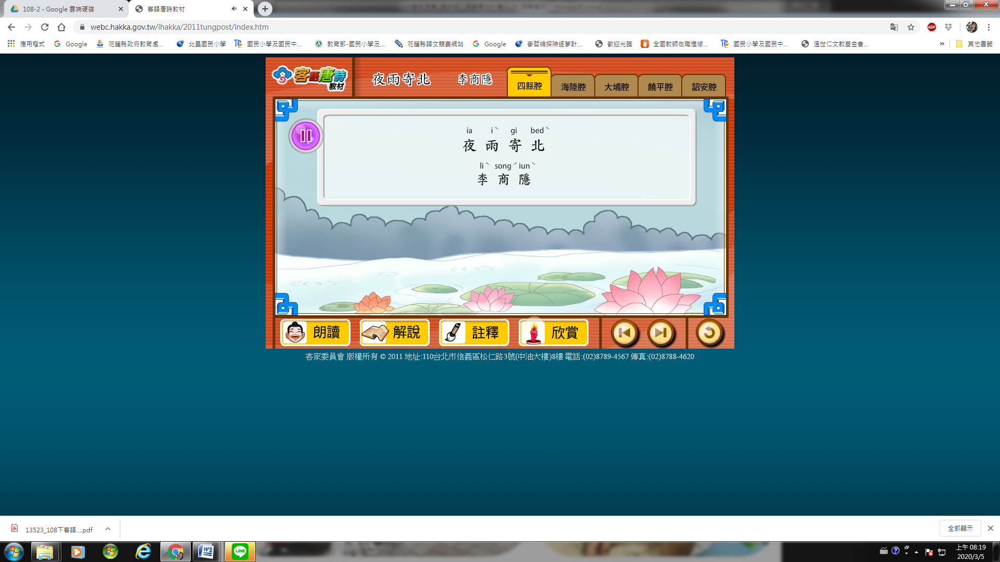 108-2 - Google 雲端硬碟
客語唐詩教材
webc.hakka.gov.tw/ihakka/2011tungpost/index.htm
ABP
應用程式 Google 花蓮縣政府教育處... 北昌國民小學 國民小學及國民中... 教育部-國民小學及... 花蓮縣語文競賽網站 Google 麥哲綸探險逐夢計... 歡迎光臨 全國教師在職進修... 國民小學及國民中... 溫世仁文教基金會... » 其他書籤
客語唐詩教材
夜雨寄北 李商隱
四縣腔 海陸腔 大埔腔 饒平腔 詔安腔
ia iˋ gi bedˋ
夜 雨 寄 北
liˋ songˊ iunˋ
李 商 隱
朗讀 解說 註釋 欣賞
客家委員會 版權所有 © 2011 地址:110台北市信義區松仁路3號(中油大樓)8樓 電話:(02)8789-4567 傳真:(02)8788-4620
13523_108下客語....pdf
全部顯示
LINE
上午 08:19
2020/3/5